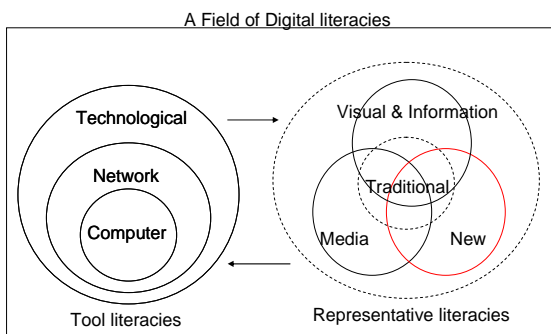 A Field of Digital literacies
Technological
Network
Computer
Tool literacies
Visual & Information
Traditional
Media
New
Representative literacies